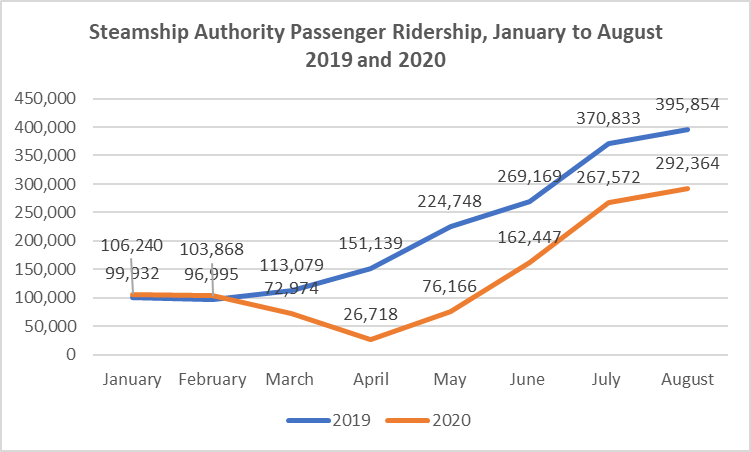 Steamship Authority Passenger Ridership, January to August
2019 and 2020
450,000
400,000
350,000
300,000
250,000
200,000
150,000
100,000
50,000
0
395,854
370,833
292,364
269,169
267,572
224,748
162,447
151,139
106,240
103,868
113,079
99,932
96,995
72,974
76,166
26,718
January
February
March
April
May
June
July
August
2019
2020